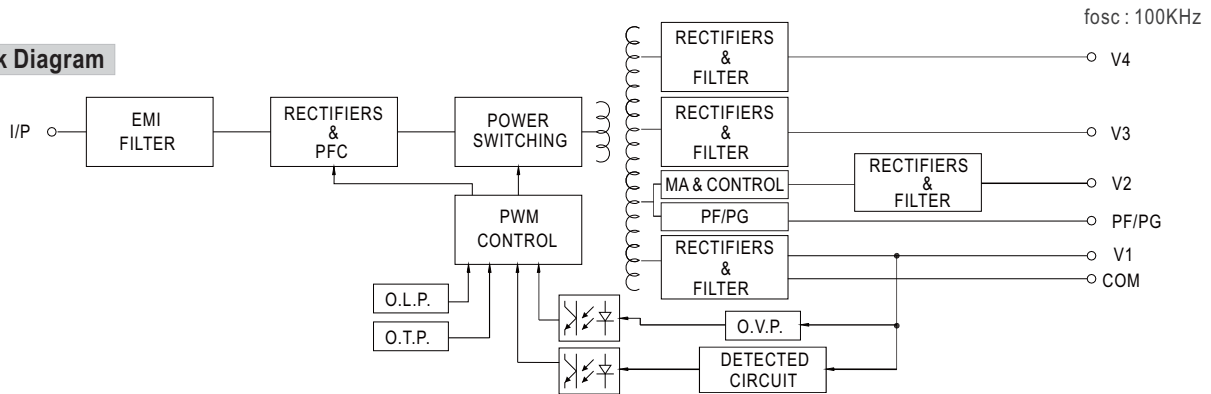 fosc : 100KHz
k Diagram
RECTIFIERS
&
FILTER
V4
I/P
EMI
FILTER
RECTIFIERS
&
PFC
POWER
SWITCHING
RECTIFIERS
&
FILTER
V3
MA & CONTROL
RECTIFIERS
&
FILTER
V2
PWM
CONTROL
PF/PG
PF/PG
RECTIFIERS
&
FILTER
V1
COM
O.L.P.
O.T.P.
O.V.P.
DETECTED
CIRCUIT